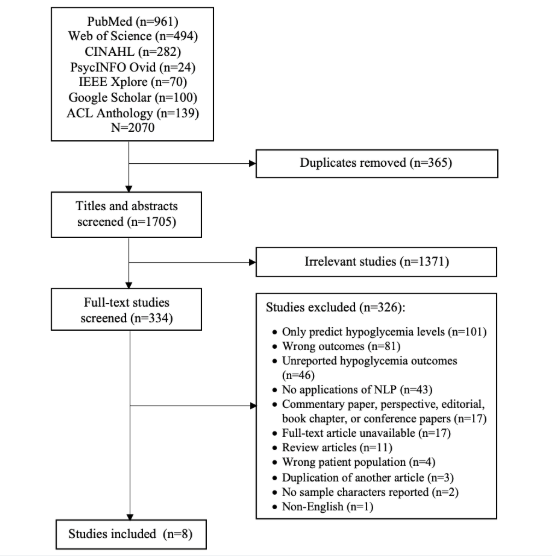 PubMed (n=961)
Web of Science (n=494)
CINAHL (n=282)
PsycINFO Ovid (n=24)
IEEE Xplore (n=70)
Google Scholar (n=100)
ACL Anthology (n=139)
N=2070
Duplicates removed (n=365)
Titles and abstracts
screened (n=1705)
Irrelevant studies (n=1371)
Full-text studies
screened (n=334)
Studies excluded (n=326):
• Only predict hypoglycemia levels (n=101)
• Wrong outcomes (n=81)
• Unreported hypoglycemia outcomes
(n=46)
• No applications of NLP (n=43)
• Commentary paper, perspective, editorial,
book chapter, or conference papers (n=17)
• Full-text article unavailable (n=17)
• Review articles (n=11)
• Wrong patient population (n=4)
• Duplication of another article (n=3)
• No sample characters reported (n=2)
• Non-English (n=1)
Studies included (n=8)